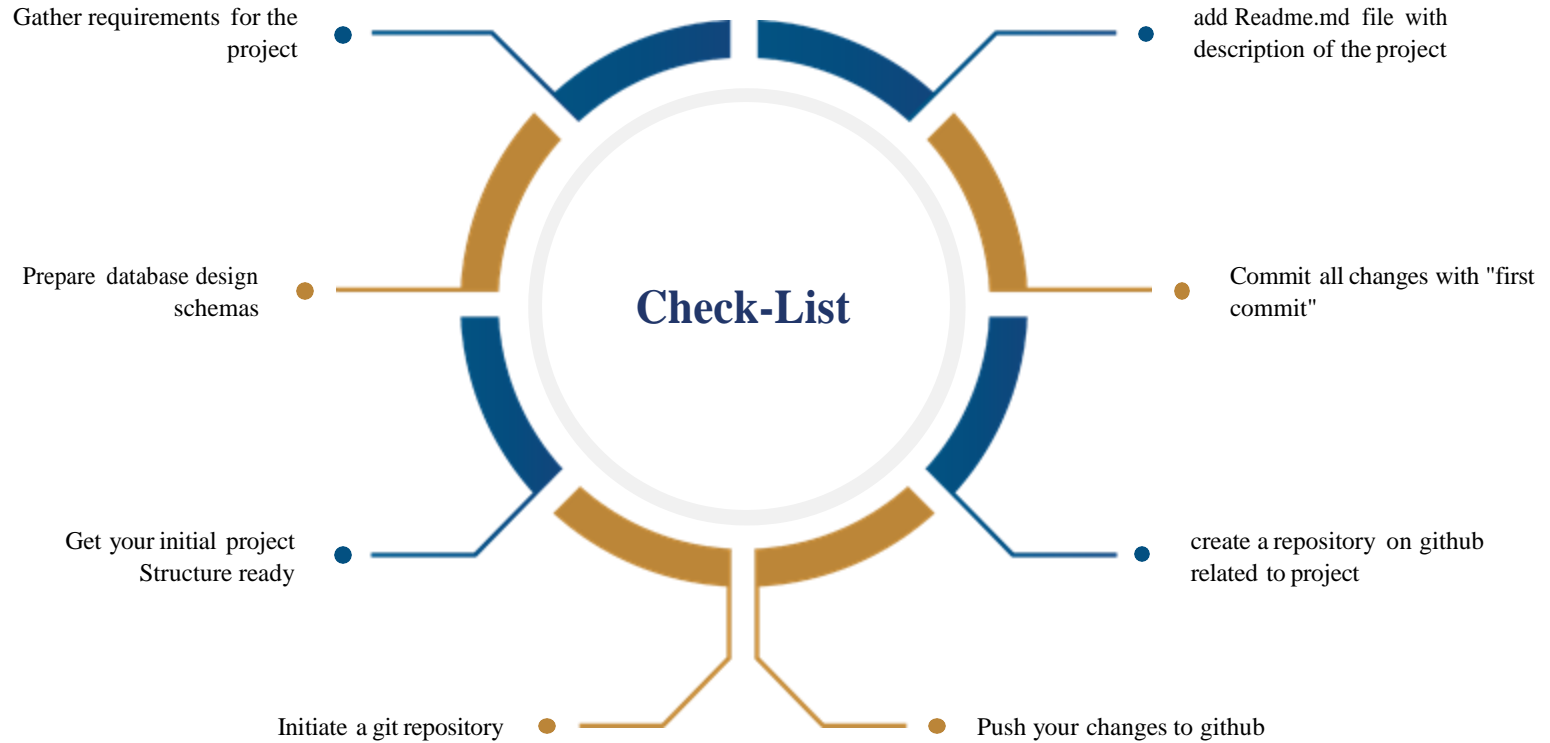 Gather requirements for the
project
Prepare database design
schemas
Get your initial project
Structure ready
Initiate a git repository
Check-List
add Readme.md file with
description of the project
Commit all changes with "first
commit"
create a repository on github
related to project
Push your changes to github